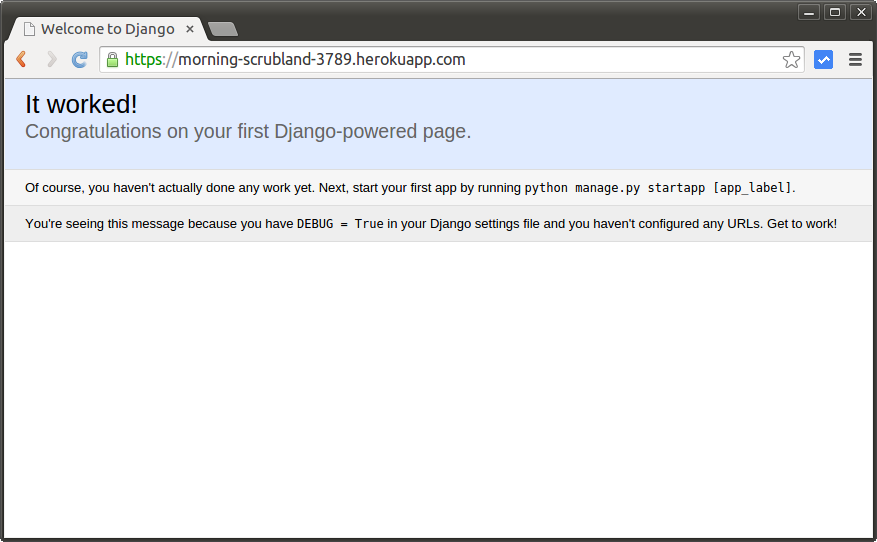 Welcome to Django
https://morning-scrubland-3789.herokuapp.com
It worked!
Congratulations on your first Django-powered page.
Of course, you haven't actually done any work yet. Next, start your first app by running python manage.py startapp [app_label].
You're seeing this message because you have DEBUG = True in your Django settings file and you haven't configured any URLs. Get to work!